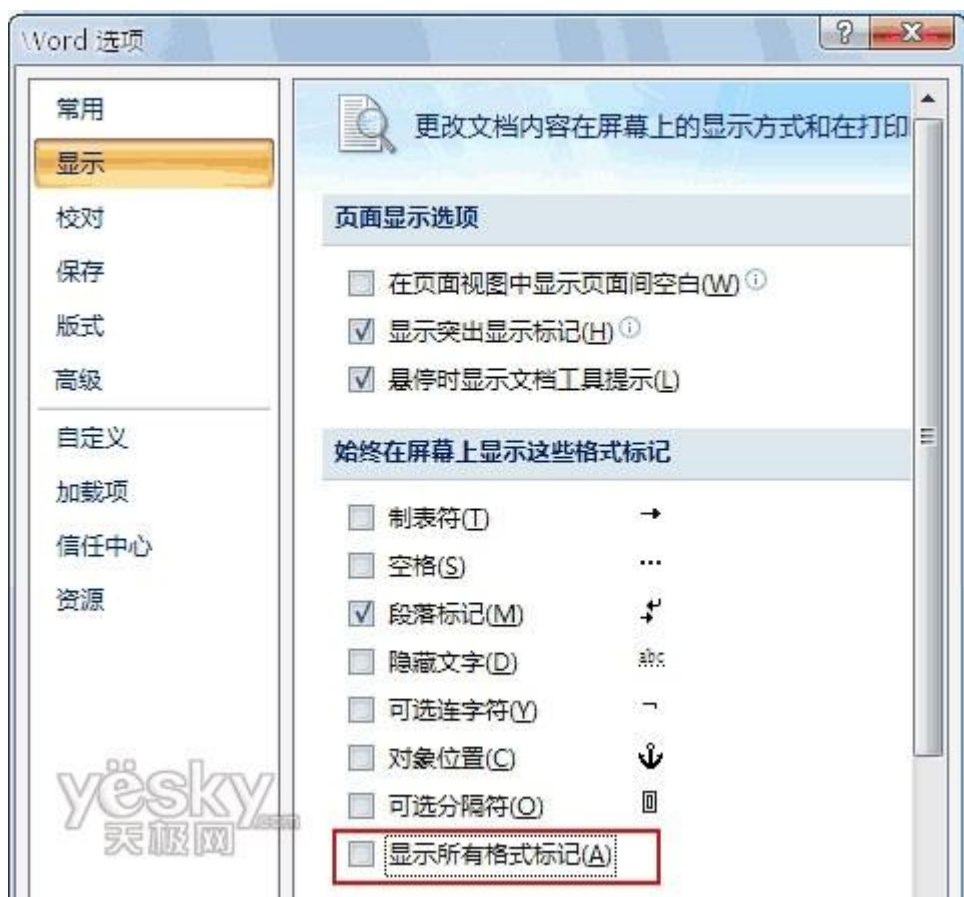 Word 选项
常用
显示
校对
保存
版式
高级
自定义
加载项
信任中心
资源
更改文档内容在屏幕上的显示方式和在打印
页面显示选项
在页面视图中显示页面间空白(W)
显示突出显示标记(H)
悬停时显示文档工具提示(L)
始终在屏幕上显示这些格式标记
制表符(T)
空格(S)
段落标记(M)
隐藏文字(D) abc
可选连字符(Y)
对象位置(C)
可选分隔符(O)
显示所有格式标记(A)
yësky.com
天极网